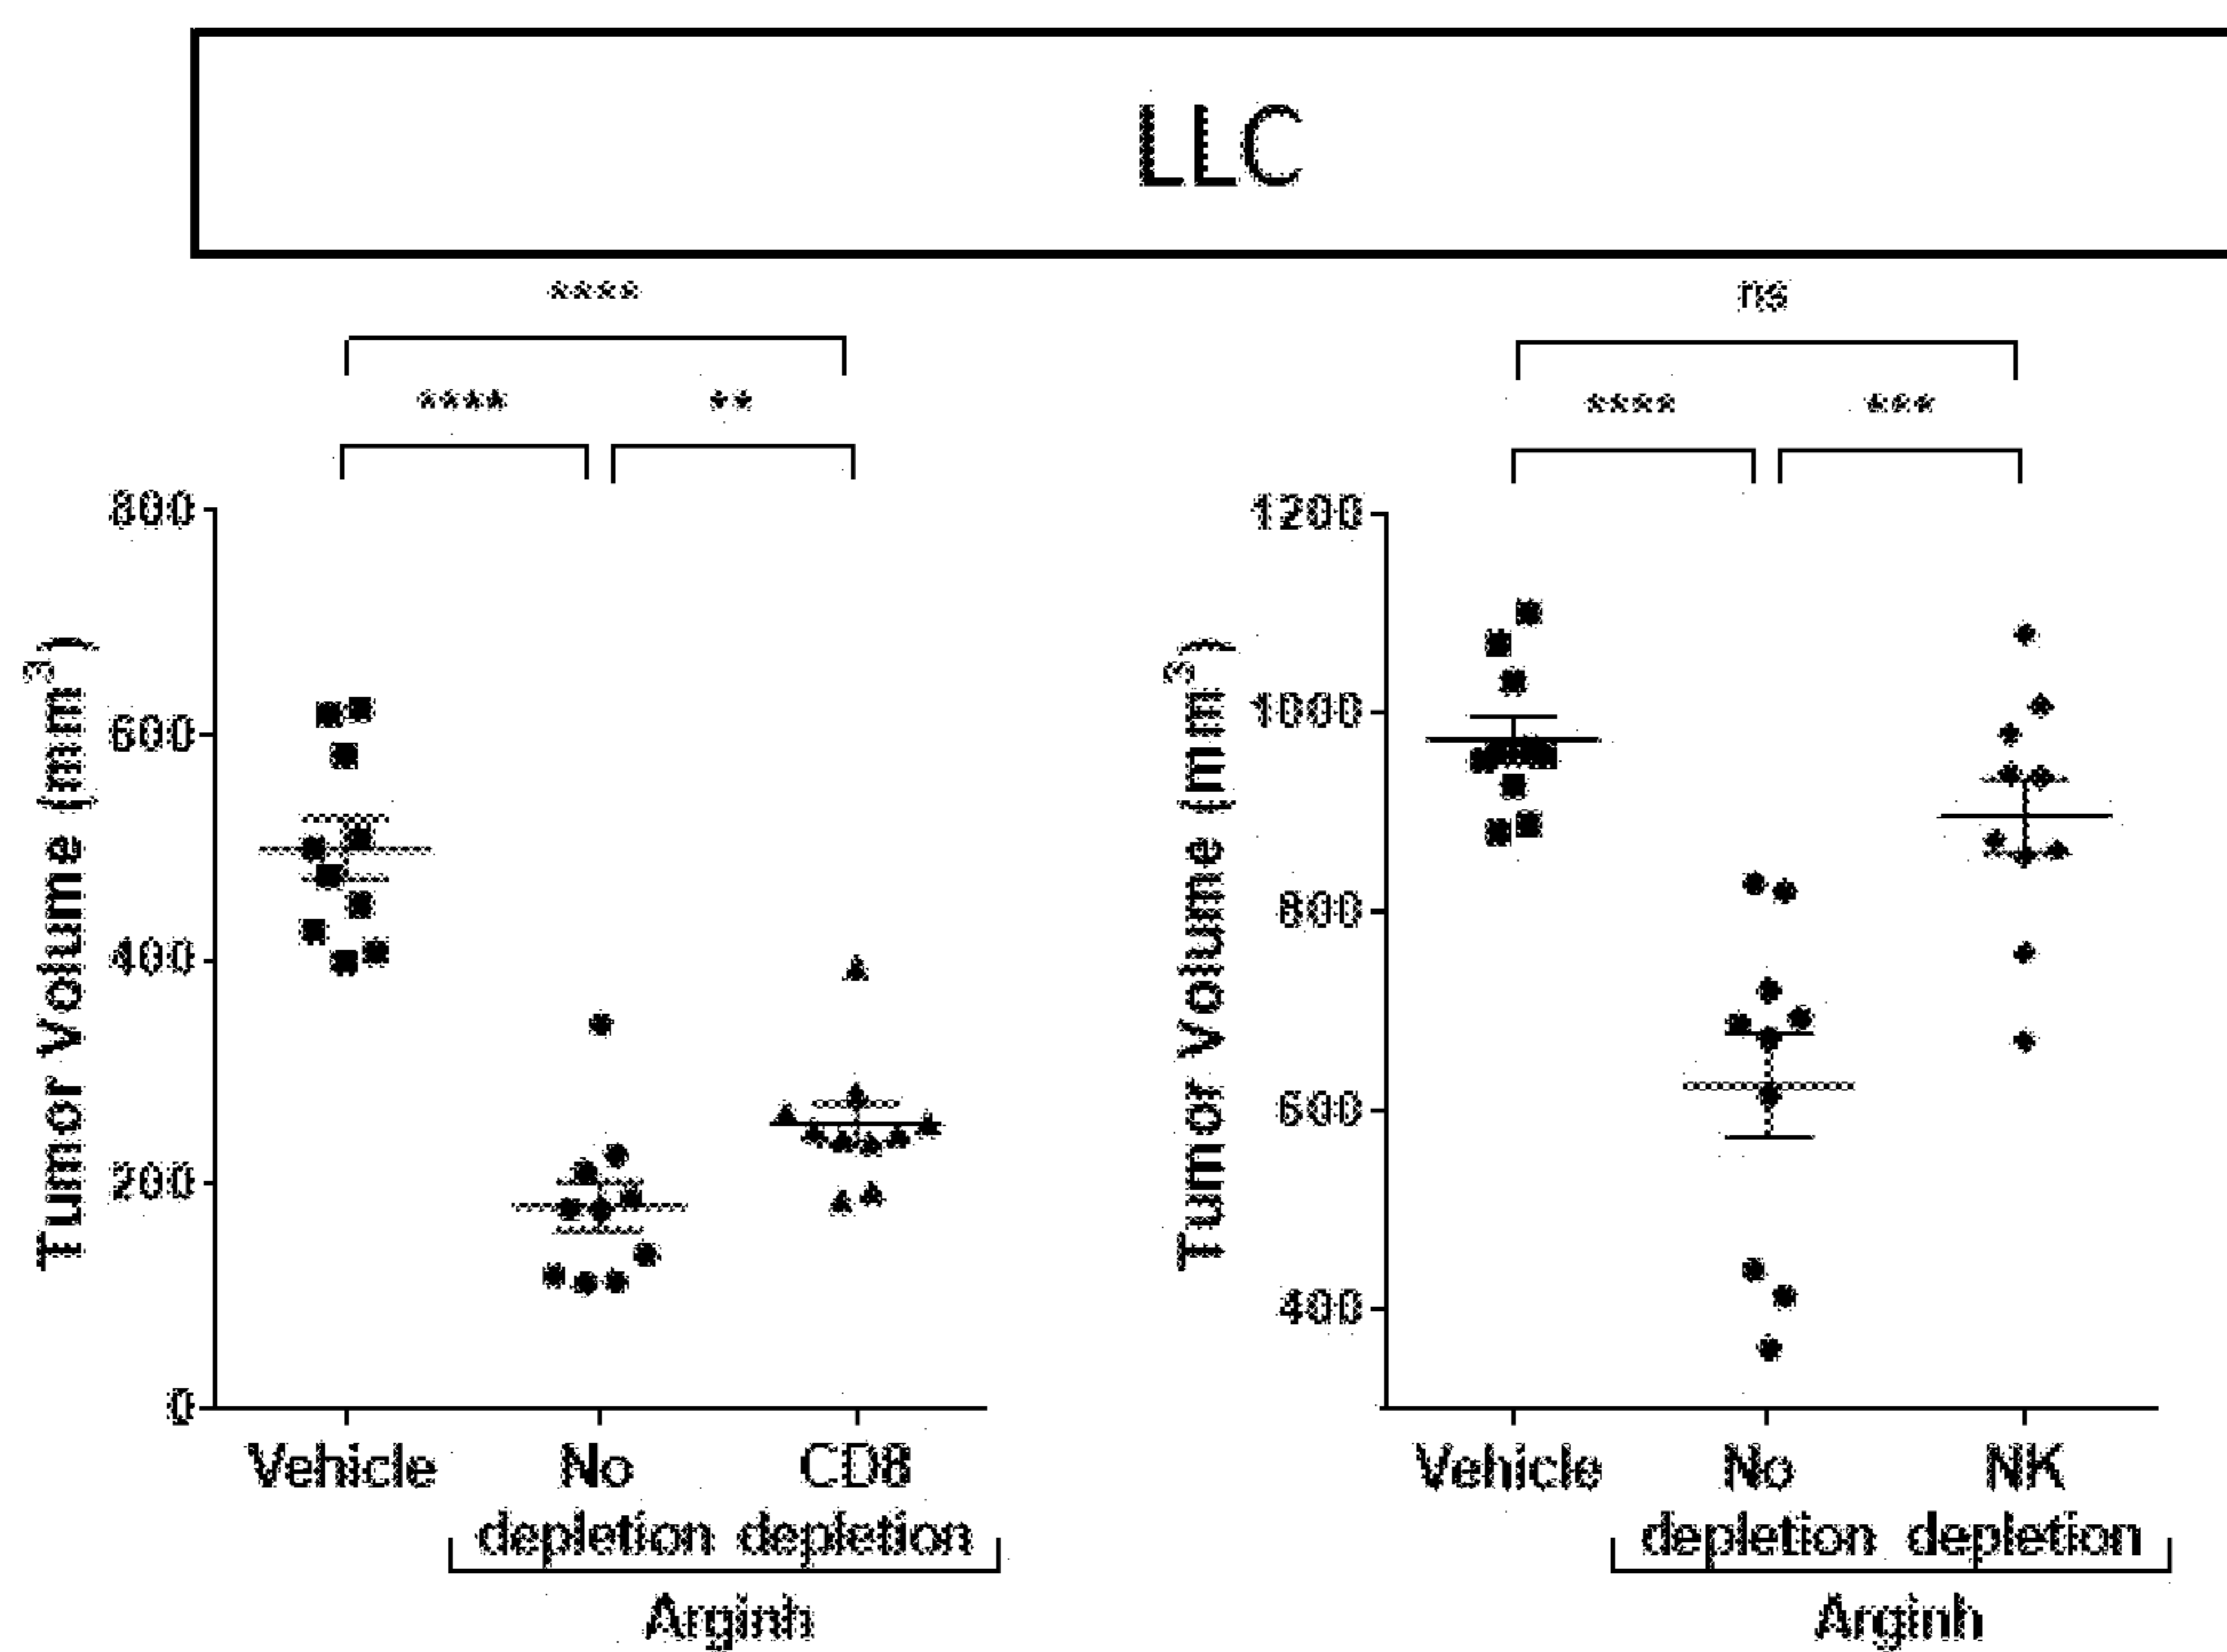 LLC
****
ns
**** **
**** ***
800
600
400
200
0
Tumor Volume (mm³)
1200
1000
800
600
400
Tumor Volume (mm³)
Vehicle No CD8
depletion depletion
Arginh
Vehicle No NK
depletion depletion
Arginh